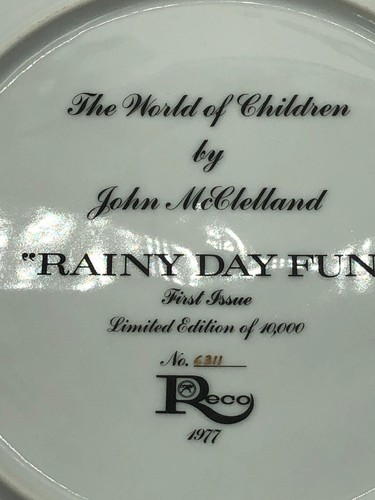 The World of Children
by
John McClelland
"RAINY DAY FUN
First Issue
Limited Edition of 10,000
No. 6311
Reco
1977